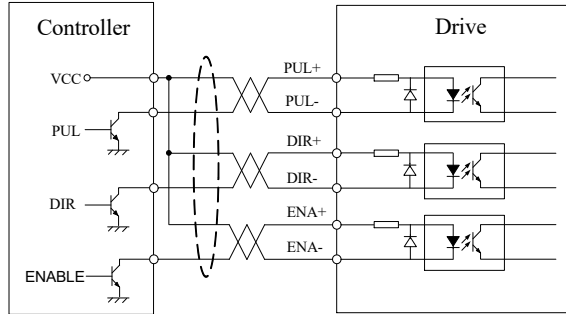 Controller
Drive
VCC
PUL+
PUL-
PUL
DIR+
DIR-
DIR
ENA+
ENA-
ENABLE